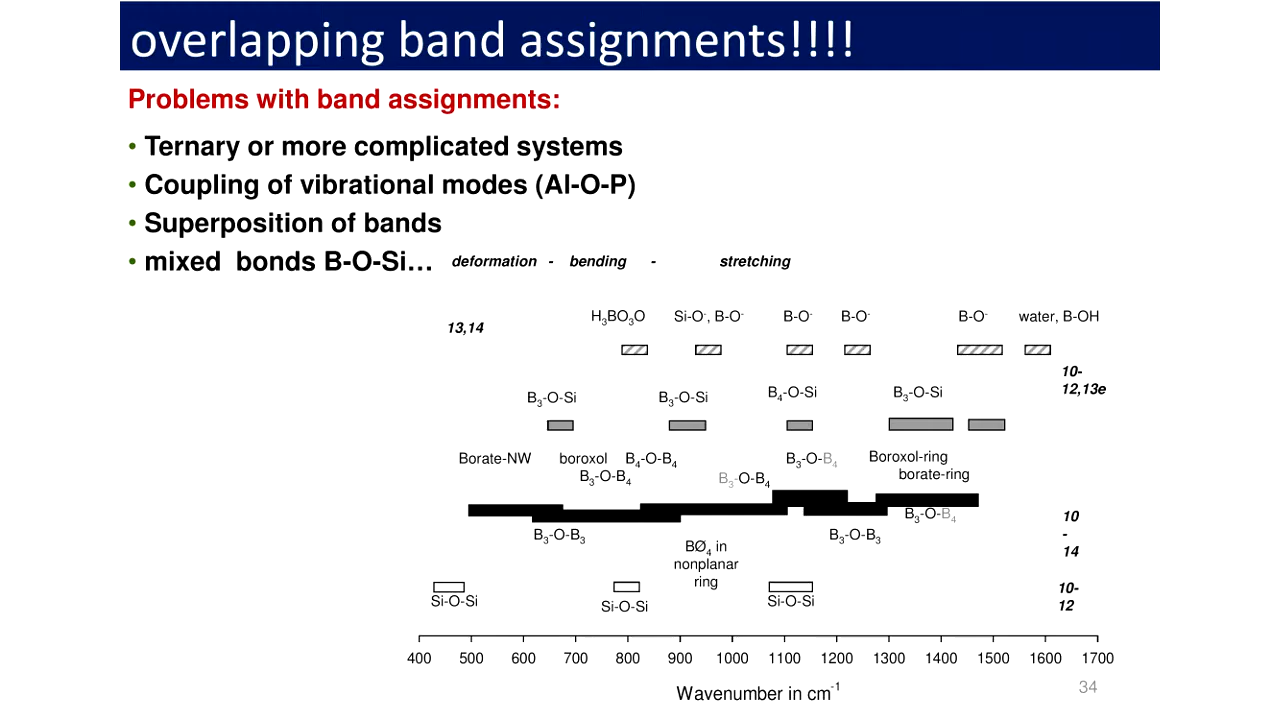 overlapping band assignments!!!!
Problems with band assignments:
• Ternary or more complicated systems
• Coupling of vibrational modes (Al-O-P)
• Superposition of bands
• mixed bonds B-O-Si…
deformation - bending - stretching
H₃BO₃O Si-O⁻, B-O⁻ B-O⁻ B-O⁻ B-O⁻ water, B-OH
13,14
10-
12,13e
B₃-O-Si B₃-O-Si B₄-O-Si B₃-O-Si
Borate-NW boroxol B₄-O-B₄ B₃-O-B₄ Boroxol-ring
B₃-O-B₄ B₃-O-B₄ borate-ring
B₃-O-B₄
10
-
14
B₃-O-B₃ B₃-O-B₃
BØ₄ in
nonplanar
ring
10-
12
Si-O-Si Si-O-Si Si-O-Si
400 500 600 700 800 900 1000 1100 1200 1300 1400 1500 1600 1700
Wavenumber in cm⁻¹
34